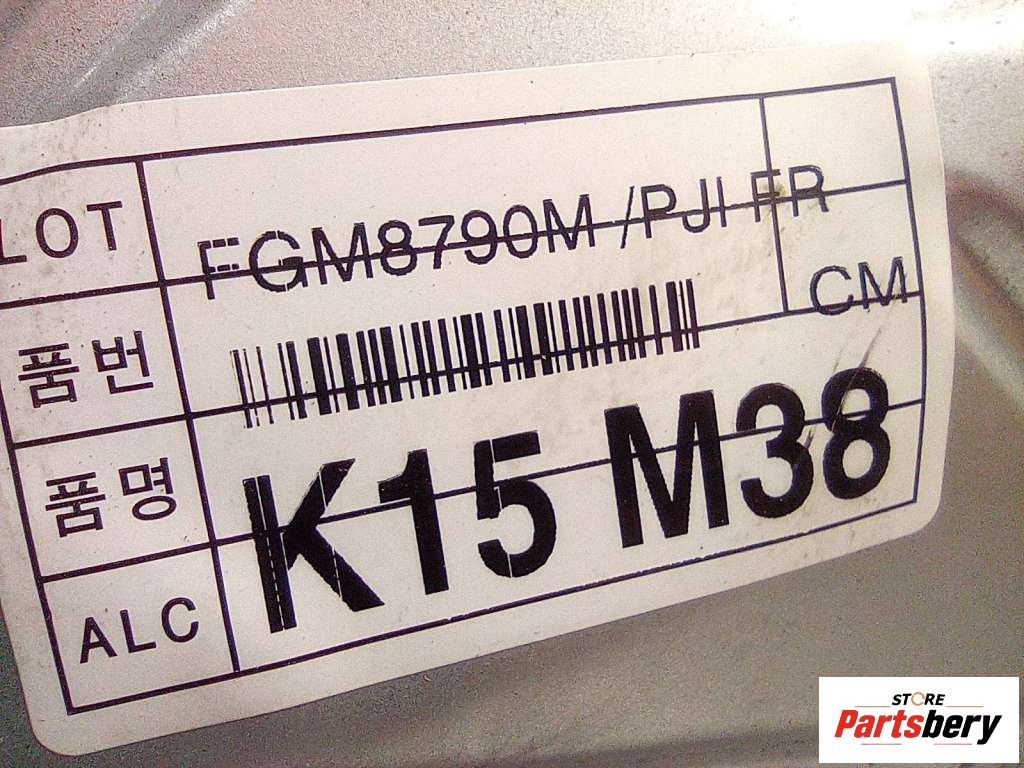 LOT
FGM8790M /PJI FR
품번
CM
품명
K15 M38
ALC
STORE
Partsbery